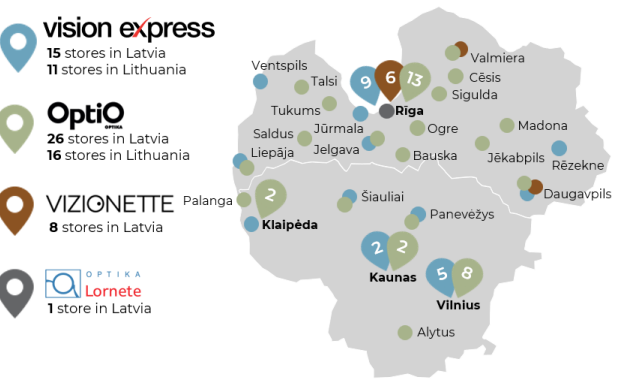 vision express
15 stores in Latvia
11 stores in Lithuania
OptiO
OPTIKA
26 stores in Latvia
16 stores in Lithuania
VIZIONETTE
8 stores in Latvia
OPTIKA
Lornete
1 store in Latvia
Ventspils
Talsi
Tukums
9
6
13
Rīga
Valmiera
Cēsis
Sigulda
Saldus
Jūrmala
Ogre
Madona
Liepāja
Jelgava
Bauska
Jēkabpils
Rēzekne
Daugavpils
Palanga
2
Klaipėda
Šiauliai
Panevėžys
2
2
Kaunas
5
8
Vilnius
Alytus